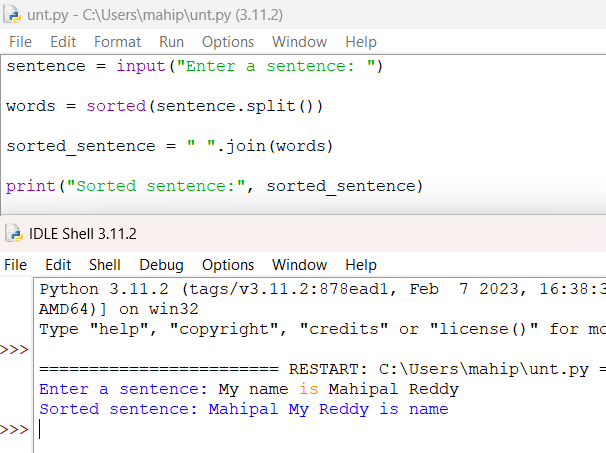 unt.py - C:\Users\mahip\unt.py (3.11.2)
File Edit Format Run Options Window Help
sentence = input("Enter a sentence: ")
words = sorted(sentence.split())
sorted_sentence = " ".join(words)
print("Sorted sentence:", sorted_sentence)
IDLE Shell 3.11.2
File Edit Shell Debug Options Window Help
Python 3.11.2 (tags/v3.11.2:878ead1, Feb  7 2023, 16:38:3
AMD64)] on win32
Type "help", "copyright", "credits" or "license()" for mo
>>>
======================== RESTART: C:\Users\mahip\unt.py =
Enter a sentence: My name is Mahipal Reddy
Sorted sentence: Mahipal My Reddy is name
>>>